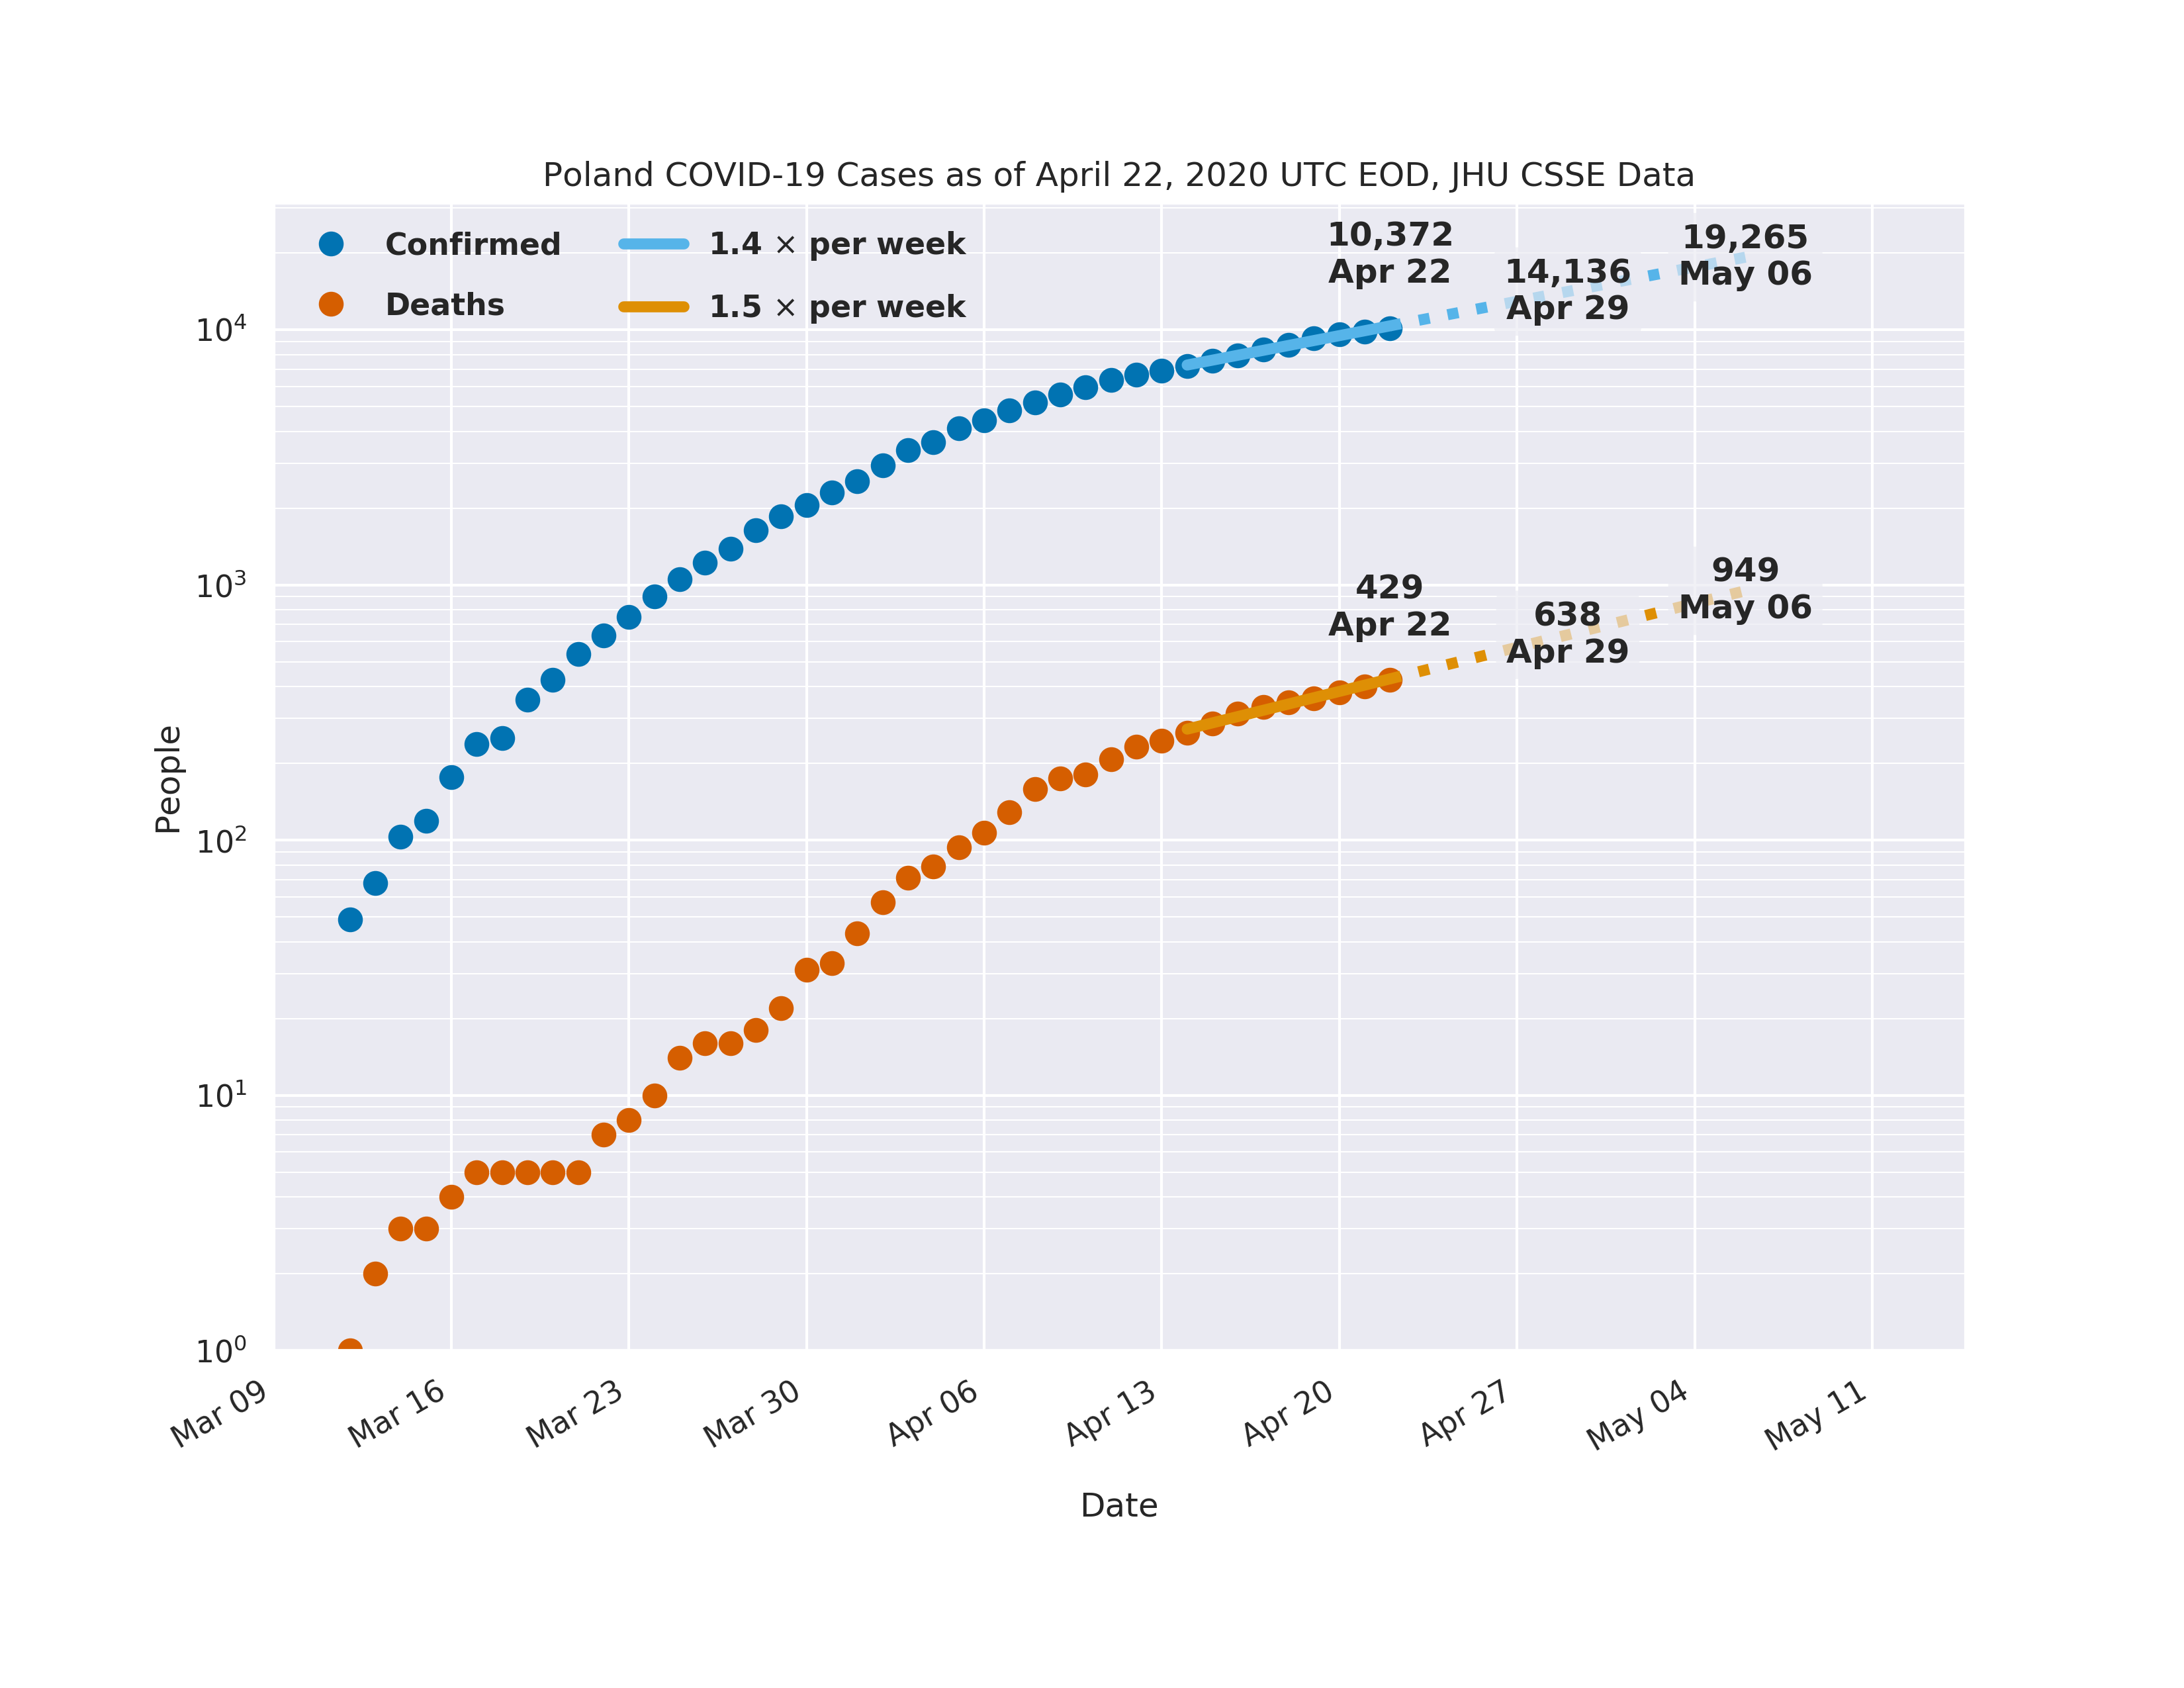 Poland COVID-19 Cases as of April 22, 2020 UTC EOD, JHU CSSE Data
Confirmed
Deaths
1.4 × per week
1.5 × per week
10,372
Apr 22
14,136
Apr 29
19,265
May 06
429
Apr 22
638
Apr 29
949
May 06
People
10⁴
10³
10²
10¹
10⁰
Mar 09
Mar 16
Mar 23
Mar 30
Apr 06
Apr 13
Apr 20
Apr 27
May 04
May 11
Date